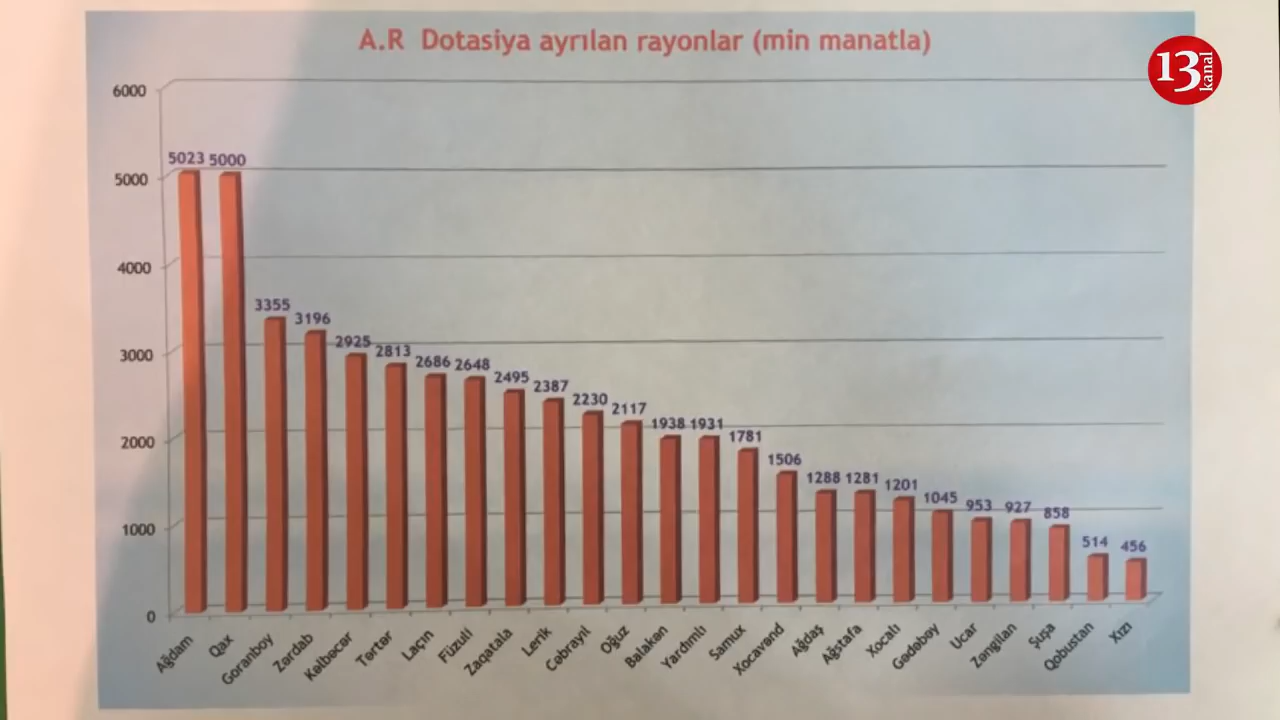 A.R Dotasiya ayrılan rayonlar (min manatla)
13 kanal
6000
5000
4000
3000
2000
1000
0
5023 5000 3355 3196 2925 2813 2686 2648 2495 2387 2230 2117 1938 1931 1781 1506 1288 1281 1201 1045 953 927 858 514 456
Ağdam Qax Goranboy Zərdab Kəlbəcər Tərtər Laçın Füzuli Zaqatala Lerik Cəbrayıl Oğuz Balakən Yardımlı Samux Xocavənd Ağdaş Ağstafa Xocalı Gədəbəy Ucar Zəngilan Şuşa Qobustan Xızı